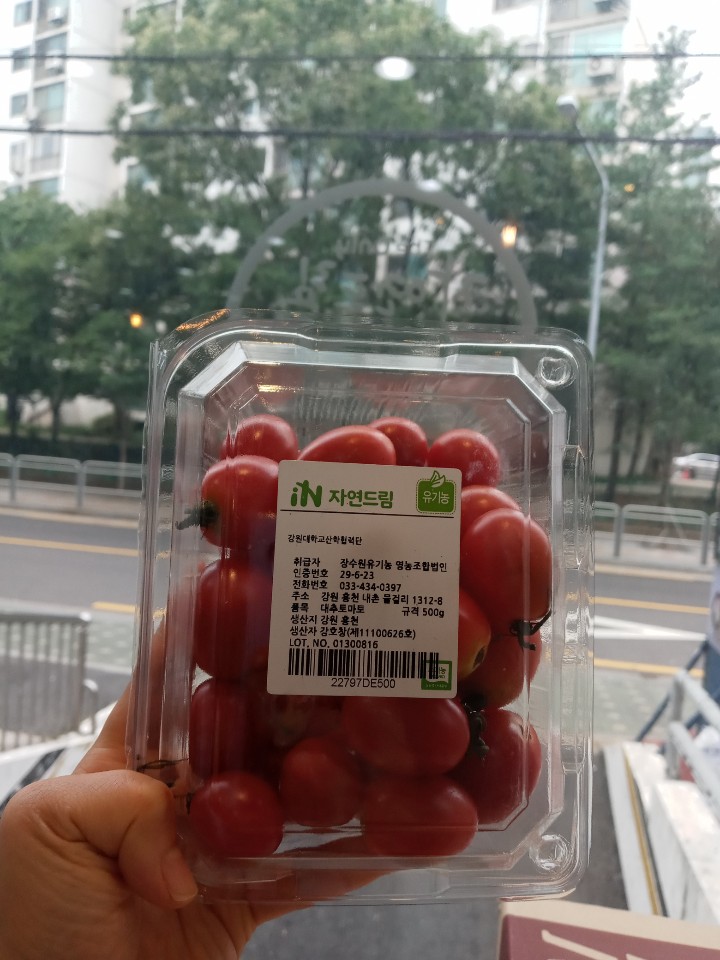 iN 자연드림
유기농
강원대학교산학협력단
취급자 장수원유기농 영농조합법인
인증번호 29-6-23
전화번호 033-434-0397
주소 강원 홍천 내촌 물걸리 1312-8
품목 대추토마토 규격 500g
생산지 강원 홍천
생산자 강호창(제11100626호)
LOT. NO. 01300816
22797DE500